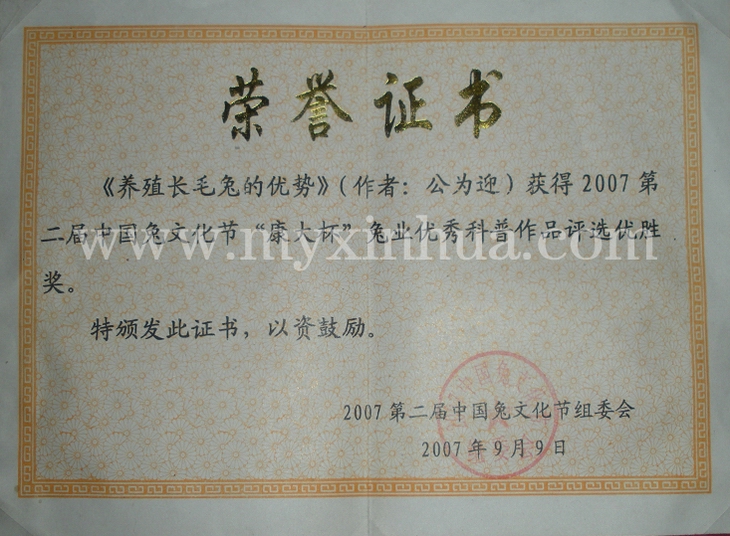 荣誉证书
《养殖长毛兔的优势》(作者：公为迎)获得2007第
二届中国兔文化节“康大杯”兔业优秀科普作品评选优胜
奖。
www.myxinhua.com
特颁发此证书，以资鼓励。
2007第二届中国兔文化节组委会
2007年9月9日